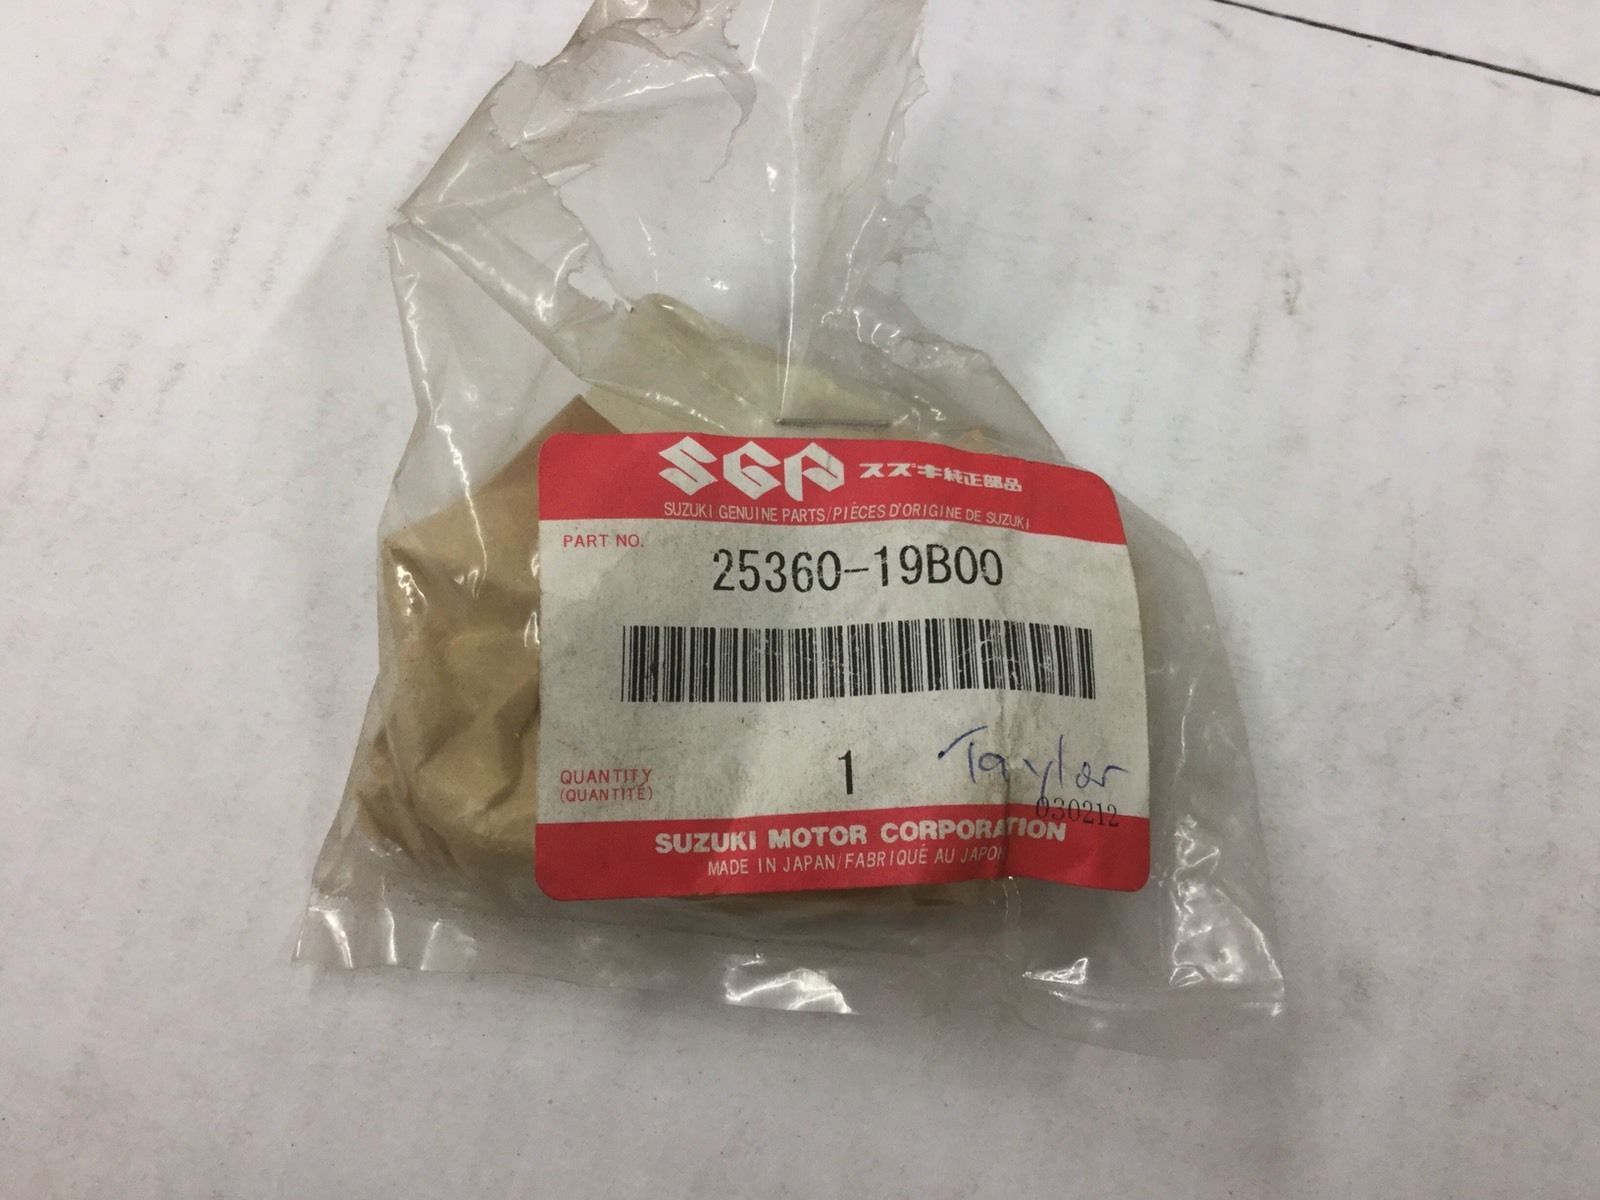 SGP スズキ純正部品
SUZUKI GENUINE PARTS/PIÈCES D'ORIGINE DE SUZUKI
PART NO. 25360-19B00
QUANTITY 1 Taylor
(QUANTITÉ)
030212
SUZUKI MOTOR CORPORATION
MADE IN JAPAN/FABRIQUÉ AU JAPON